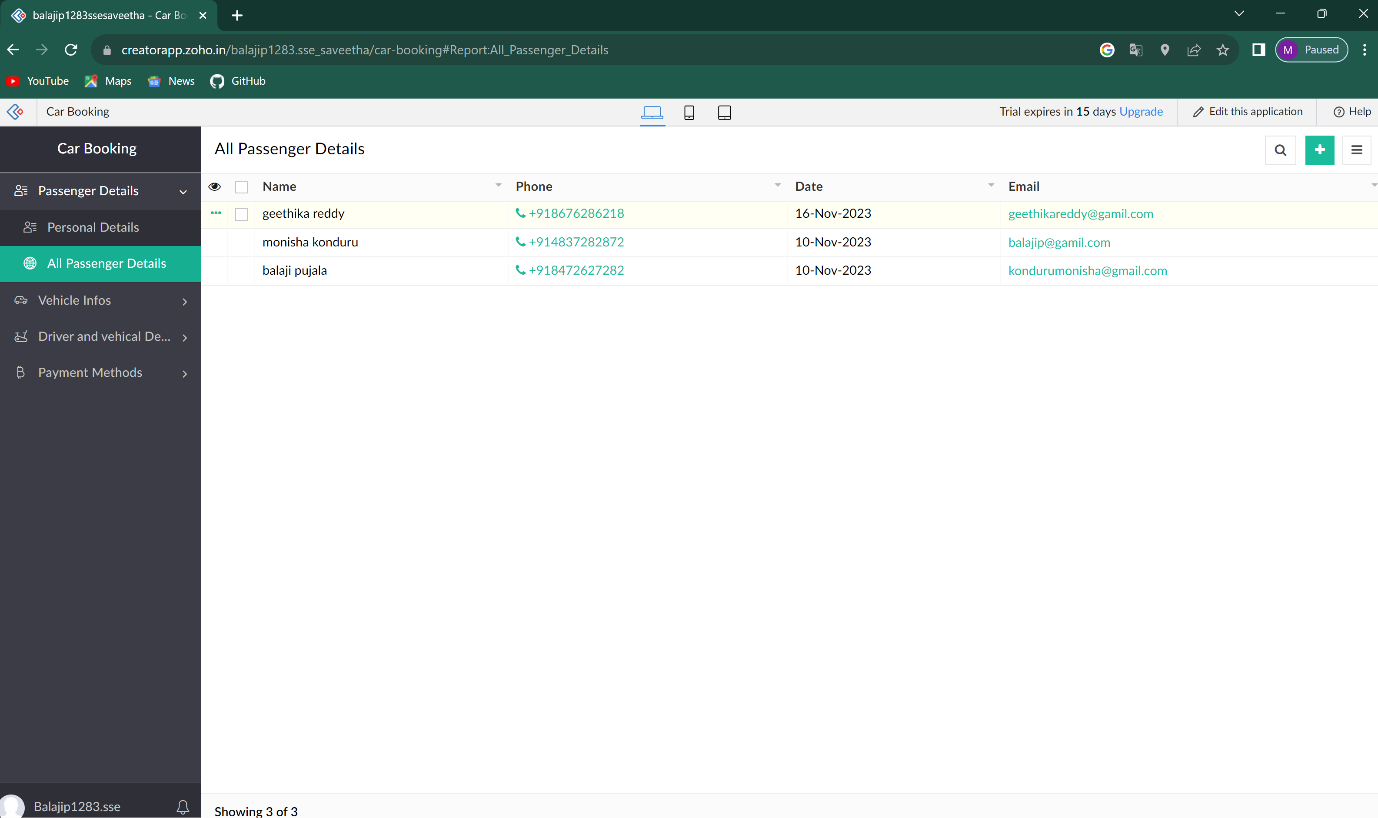 balajip1283ssesaveetha - Car Bo
creatorapp.zoho.in/balajip1283.sse_saveetha/car-booking#Report:All_Passenger_Details
M Paused
YouTube Maps News GitHub
Car Booking
Trial expires in 15 days Upgrade
Edit this application
Help
Car Booking
Passenger Details
Personal Details
All Passenger Details
Vehicle Infos
Driver and vehical De...
Payment Methods
Balajip1283.sse
All Passenger Details
Name Phone Date Email
geethika reddy +918676286218 16-Nov-2023 geethikareddy@gamil.com
monisha konduru +914837282872 10-Nov-2023 balajip@gamil.com
balaji pujala +918472627282 10-Nov-2023 kondurumonisha@gmail.com
Showing 3 of 3